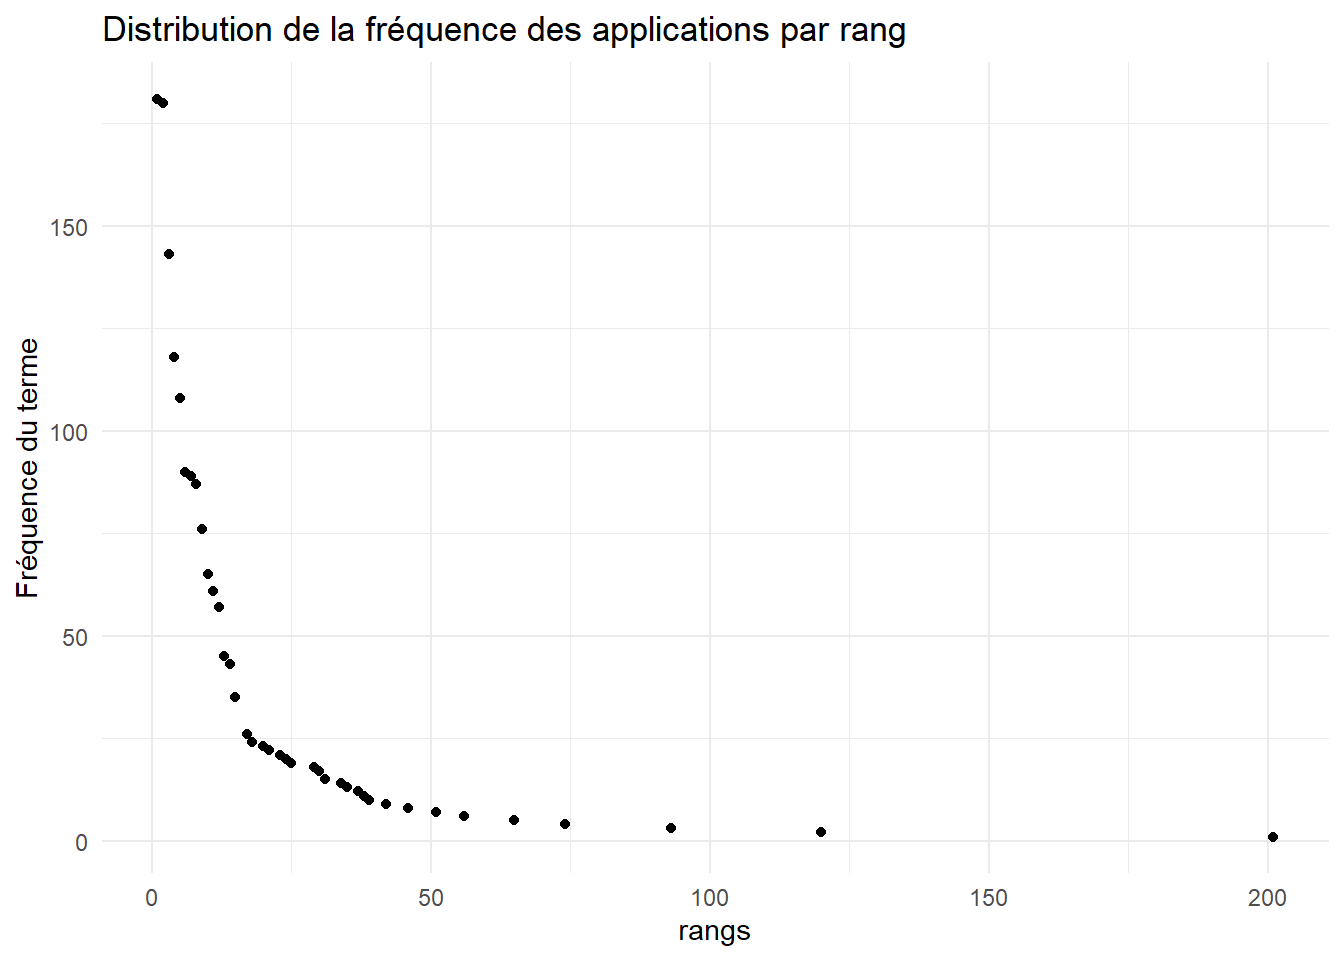 Distribution de la fréquence des applications par rang
Fréquence du terme
150
100
50
0
0 50 100 150 200
rangs